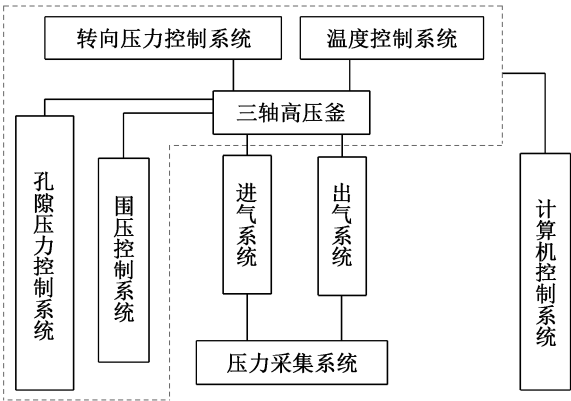 转向压力控制系统
温度控制系统
三轴高压釜
孔隙压力控制系统
围压控制系统
进气系统
出气系统
计算机控制系统
压力采集系统